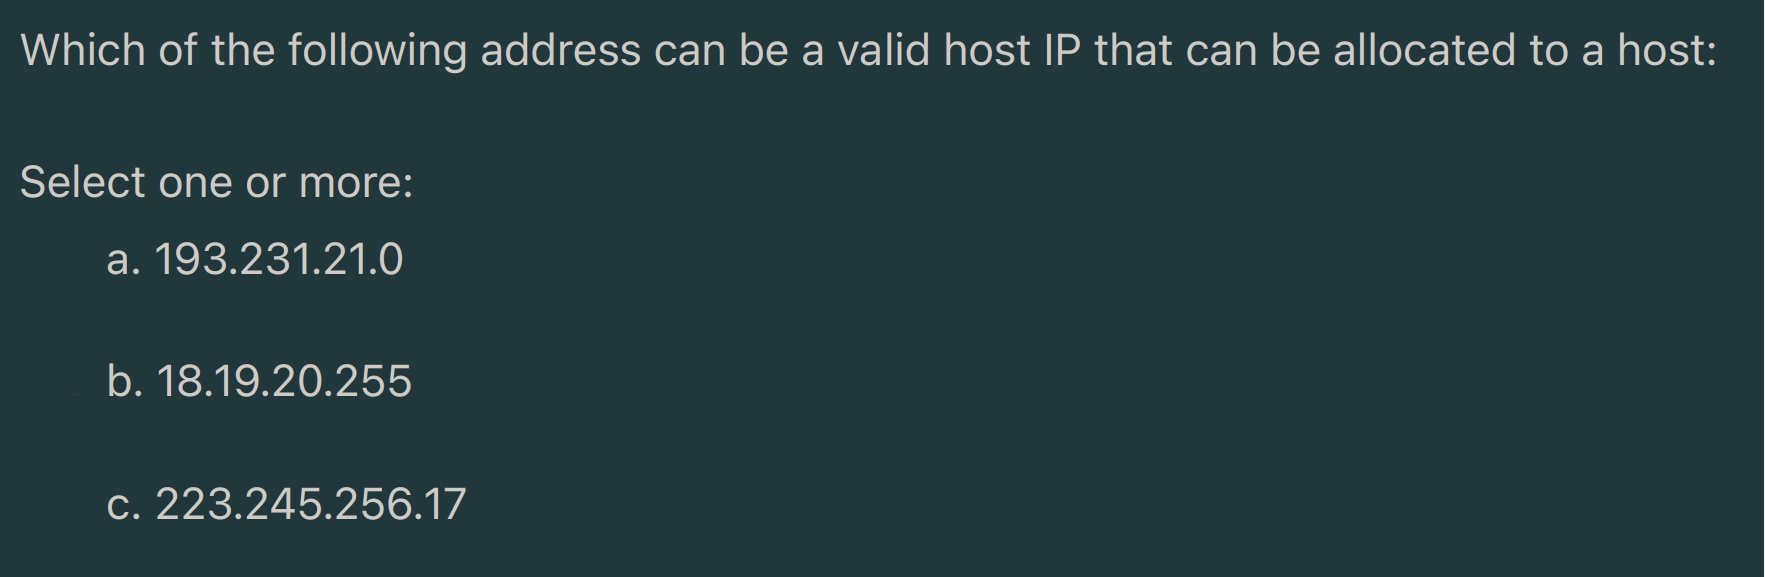 Which of the following address can be a valid host IP that can be allocated to a host:
Select one or more:
a. 193.231.21.0
b. 18.19.20.255
c. 223.245.256.17